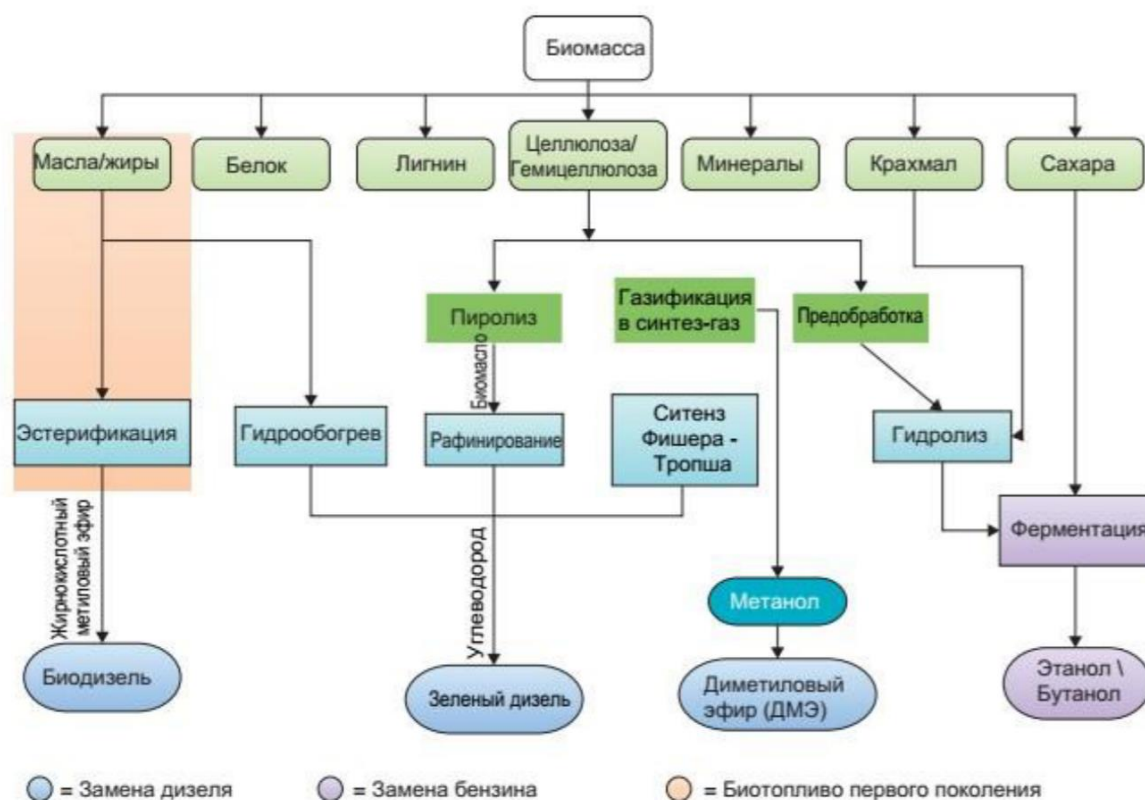 Биомасса
Масла/жиры
Белок
Лигнин
Целлюлоза/
Гемицеллюлоза
Минералы
Крахмал
Сахара
Пиролиз
Газификация
в синтез-газ
Предобработка
Биомасло
Эстерификация
Гидрообогрев
Рафинирование
Ситенз
Фишера -
Тропша
Гидролиз
Ферментация
Жирнокислотный
метиловый эфир
Углеводород
Метанол
Биодизель
Зеленый дизель
Диметиловый
эфир (ДМЭ)
Этанол \
Бутанол
= Замена дизеля
= Замена бензина
= Биотопливо первого поколения